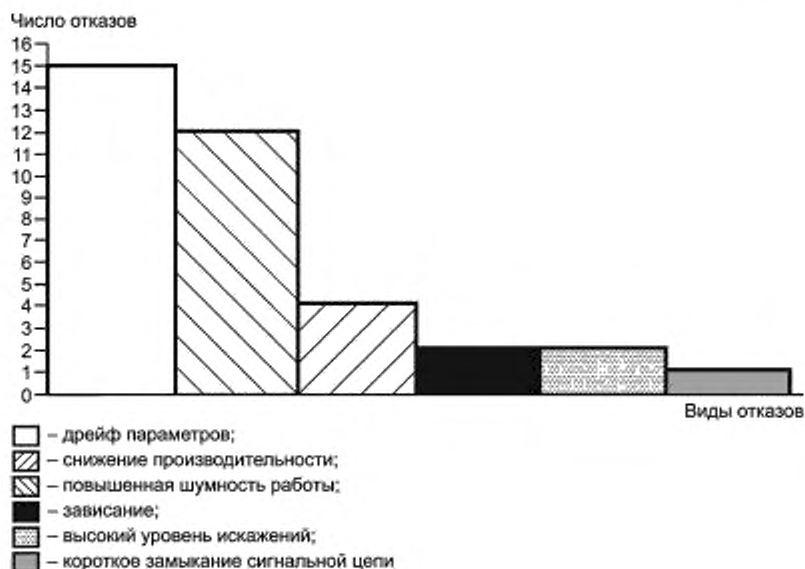 Число отказов
16
15
14
13
12
11
10
9
8
7
6
5
4
3
2
1
0
Виды отказов
– дрейф параметров;
– снижение производительности;
– повышенная шумность работы;
– зависание;
– высокий уровень искажений;
– короткое замыкание сигнальной цепи